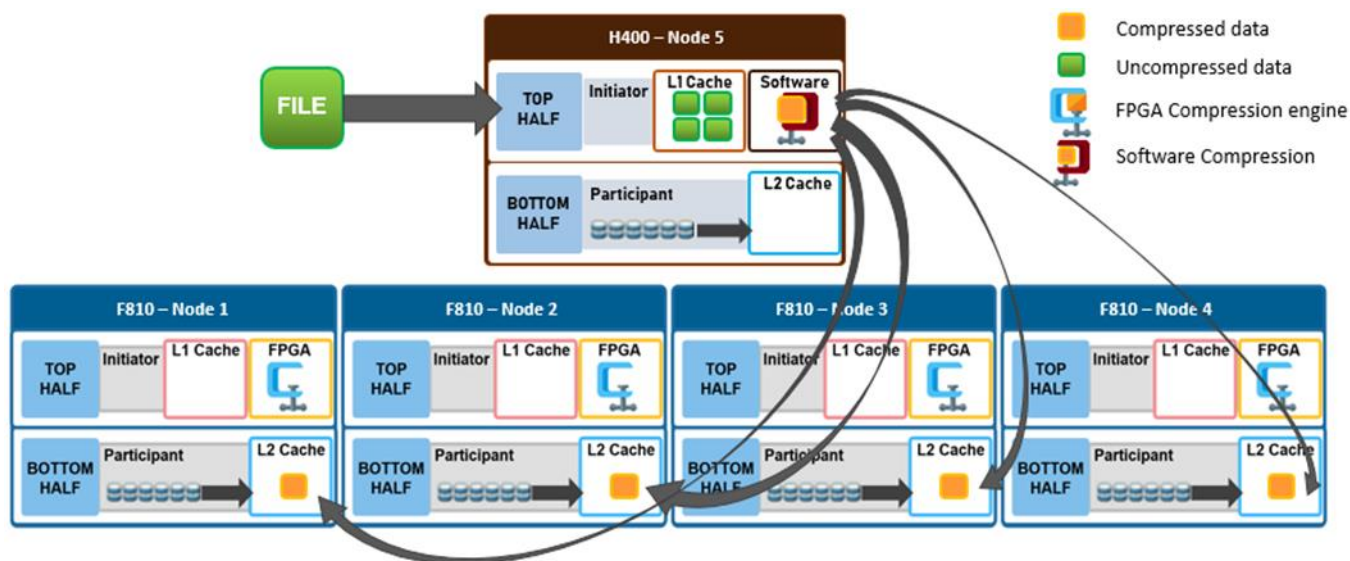 H400 – Node 5
FILE
TOP
HALF
Initiator
L1 Cache
Software
BOTTOM
HALF
Participant
L2 Cache
Compressed data
Uncompressed data
FPGA Compression engine
Software Compression
F810 – Node 1
TOP
HALF
Initiator
L1 Cache
FPGA
BOTTOM
HALF
Participant
L2 Cache
F810 – Node 2
TOP
HALF
Initiator
L1 Cache
FPGA
BOTTOM
HALF
Participant
L2 Cache
F810 – Node 3
TOP
HALF
Initiator
L1 Cache
FPGA
BOTTOM
HALF
Participant
L2 Cache
F810 – Node 4
TOP
HALF
Initiator
L1 Cache
FPGA
BOTTOM
HALF
Participant
L2 Cache